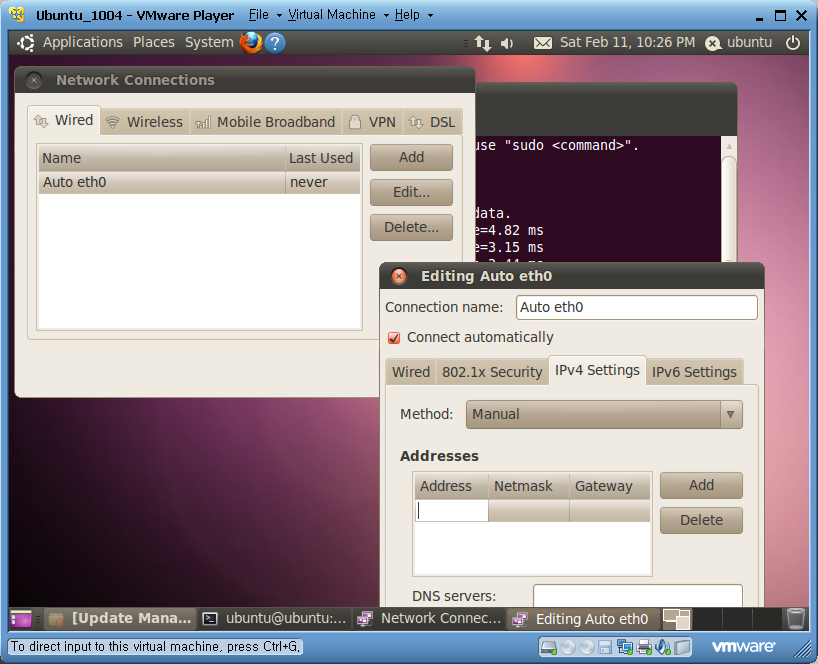 Ubuntu_1004 - VMware Player File Virtual Machine Help
Applications Places System ? Sat Feb 11, 10:26 PM ubuntu
Network Connections
Wired Wireless Mobile Broadband VPN DSL
Name Last Used
Auto eth0 never
Add
Edit...
Delete...
use "sudo <command>".
data.
e=4.82 ms
e=3.15 ms
Editing Auto eth0
Connection name: Auto eth0
Connect automatically
Wired 802.1x Security IPv4 Settings IPv6 Settings
Method: Manual
Addresses
Address Netmask Gateway
Add
Delete
DNS servers:
[Update Mana... ubuntu@ubuntu:... Network Connec... Editing Auto eth0
To direct input to this virtual machine, press Ctrl+G.
vmware